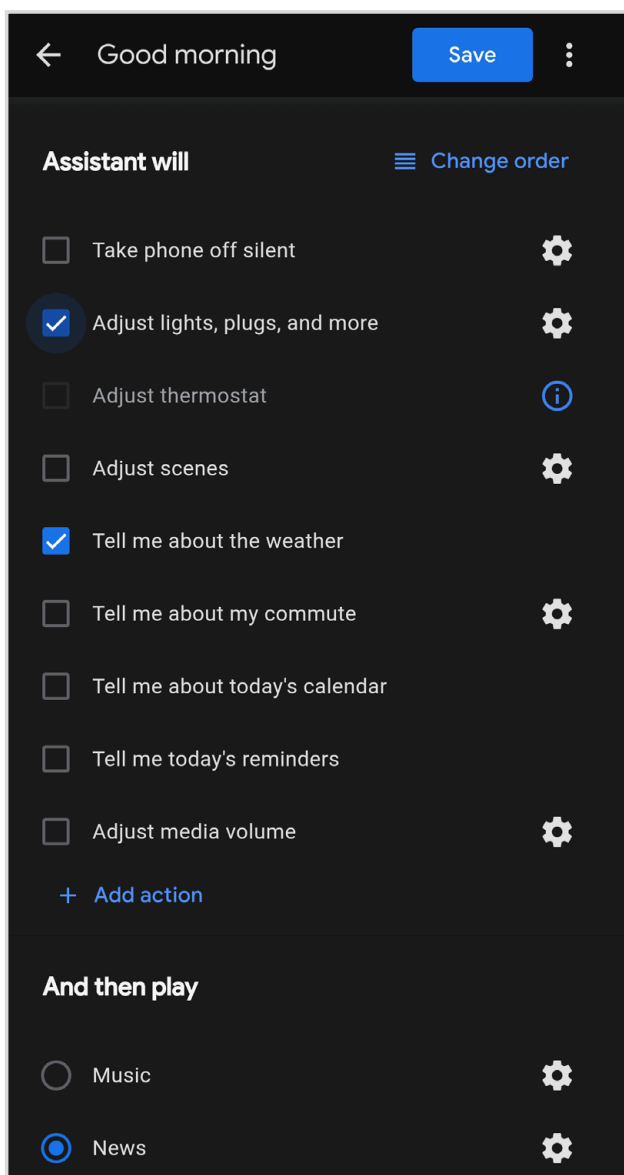 Good morning
Save
Assistant will
Change order
Take phone off silent
Adjust lights, plugs, and more
Adjust thermostat
Adjust scenes
Tell me about the weather
Tell me about my commute
Tell me about today's calendar
Tell me today's reminders
Adjust media volume
+ Add action
And then play
Music
News